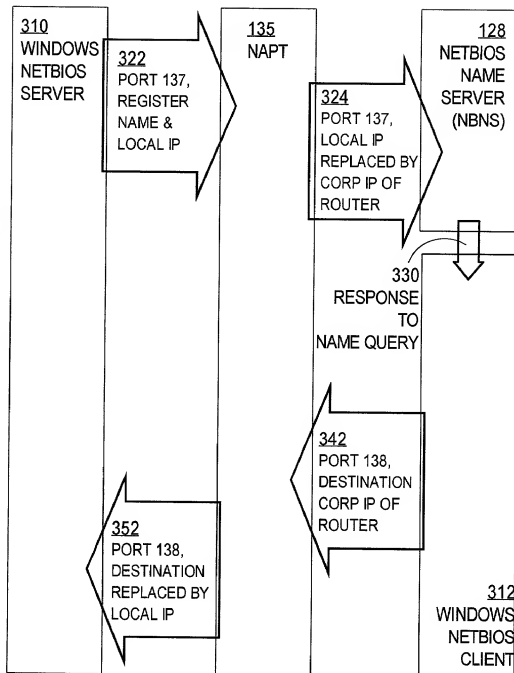 310
WINDOWS
NETBIOS
SERVER
322
PORT 137,
REGISTER
NAME &
LOCAL IP
135
NAPT
324
PORT 137,
LOCAL IP
REPLACED BY
CORP IP OF
ROUTER
128
NETBIOS
NAME
SERVER
(NBNS)
330
RESPONSE
TO
NAME QUERY
342
PORT 138,
DESTINATION
CORP IP OF
ROUTER
352
PORT 138,
DESTINATION
REPLACED BY
LOCAL IP
312
WINDOWS
NETBIOS
CLIENT